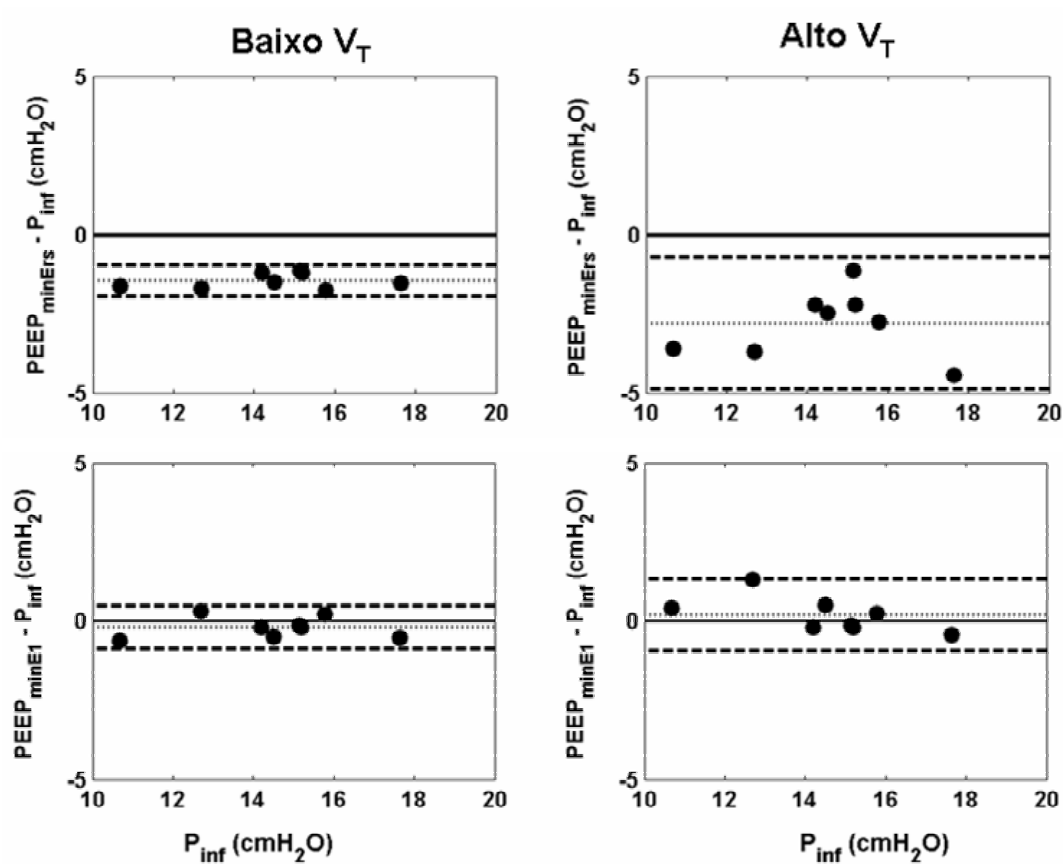 Baixo V_T
Alto V_T
PEEP_minErs - P_inf (cmH_2O)
5
0
-5
10 12 14 16 18 20
PEEP_minErs - P_inf (cmH_2O)
5
0
-5
10 12 14 16 18 20
PEEP_minE1 - P_inf (cmH_2O)
5
0
-5
10 12 14 16 18 20
P_inf (cmH_2O)
PEEP_minE1 - P_inf (cmH_2O)
5
0
-5
10 12 14 16 18 20
P_inf (cmH_2O)